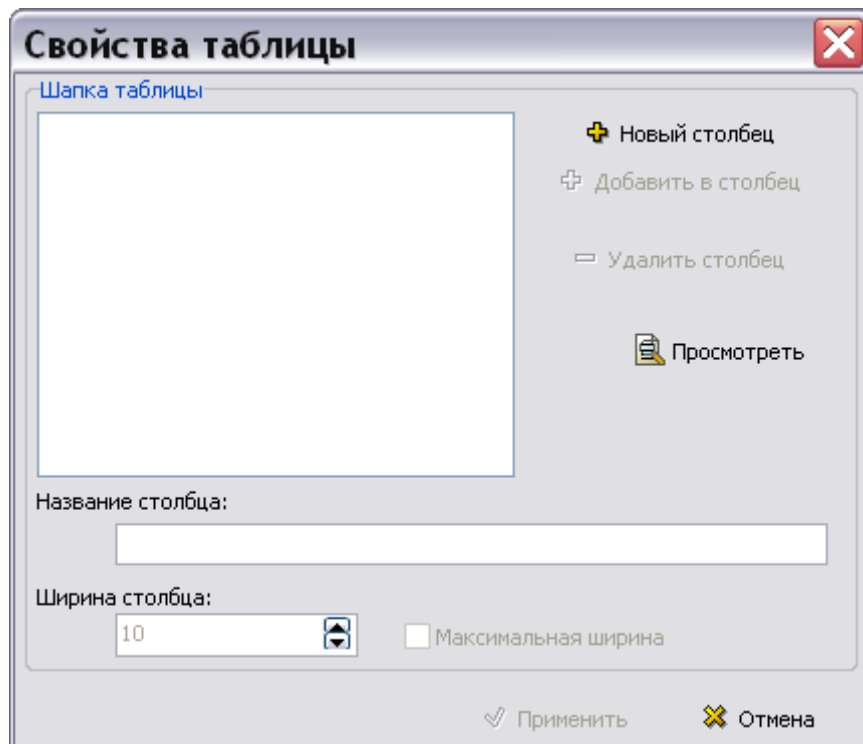 Свойства таблицы
Шапка таблицы
Новый столбец
Добавить в столбец
Удалить столбец
Просмотреть
Название столбца:
Ширина столбца:
10
Максимальная ширина
Применить
Отмена